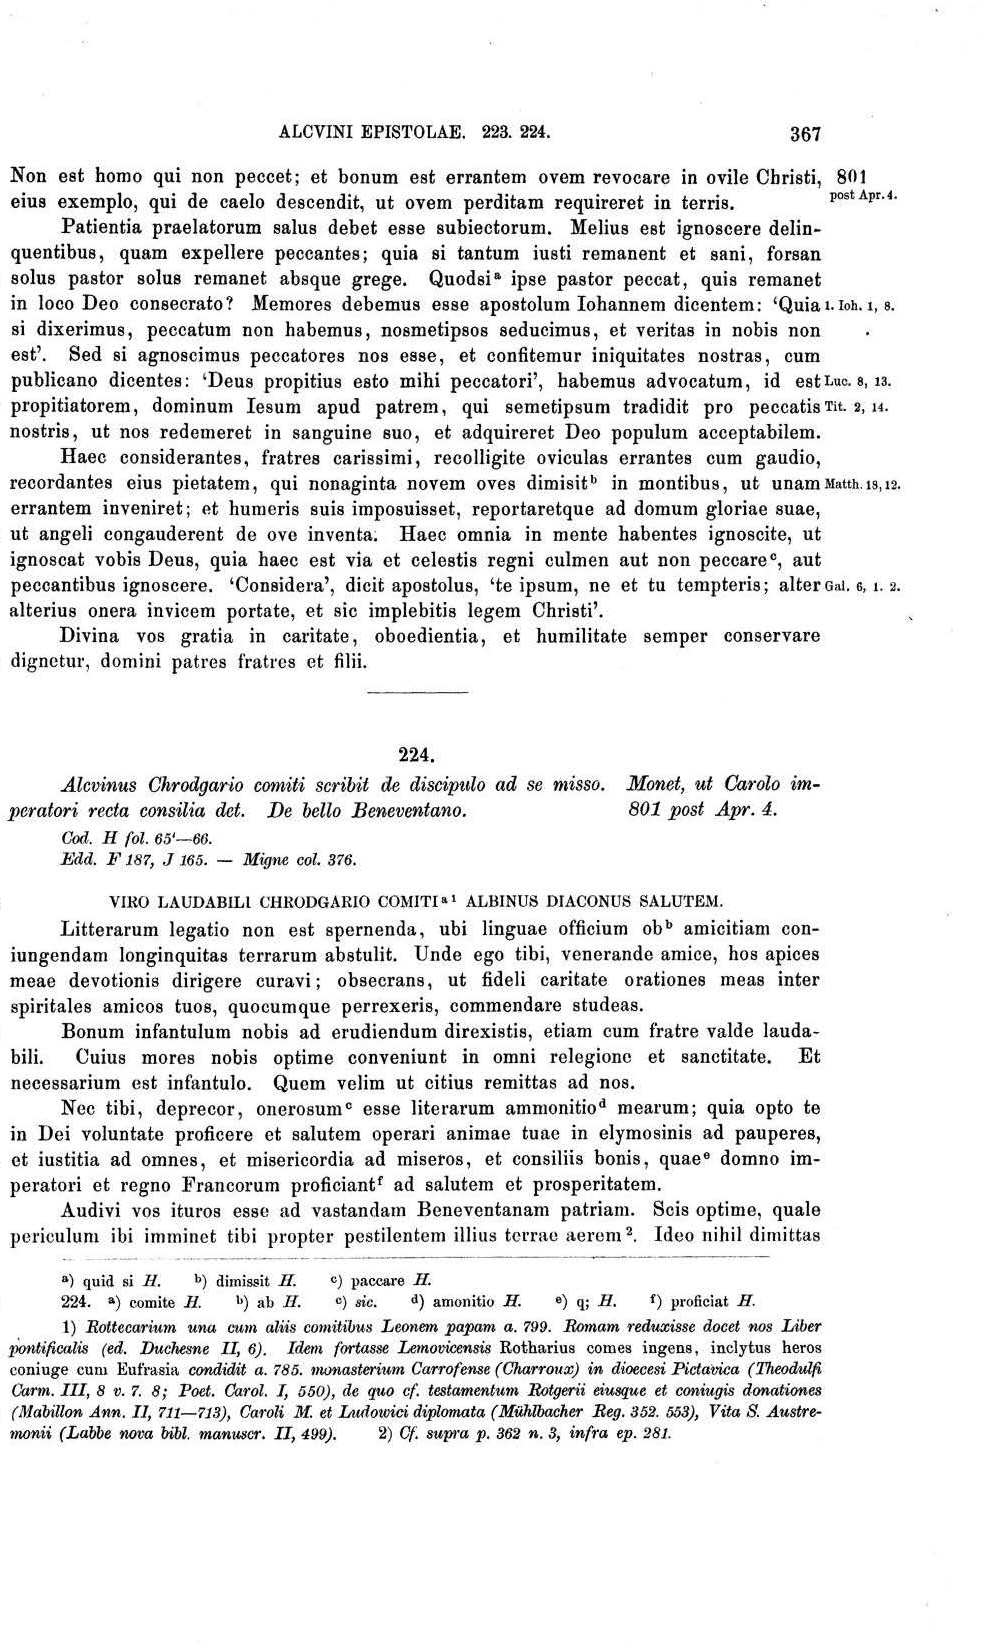 ALCVINI EPISTOLAE. 223. 224. 367
Non est homo qui non peccet; et bonum est errantem ovem revocare in ovile Christi, 801
eius exemplo, qui de caelo descendit, ut ovem perditam requireret in terris. post Apr. 4.
Patientia praelatorum salus debet esse subiectorum. Melius est ignoscere delin-
quentibus, quam expellere peccantes; quia si tantum iusti remanent et sani, forsan
solus pastor solus remanet absque grege. Quodsiᵃ ipse pastor peccat, quis remanet
in loco Deo consecrato? Memores debemus esse apostolum Iohannem dicentem: ‘Quia 1. Ioh. 1, 8.
si dixerimus, peccatum non habemus, nosmetipsos seducimus, et veritas in nobis non
est’. Sed si agnoscimus peccatores nos esse, et confitemur iniquitates nostras, cum
publicano dicentes: ‘Deus propitius esto mihi peccatori’, habemus advocatum, id est Luc. 8, 13.
propitiatorem, dominum Iesum apud patrem, qui semetipsum tradidit pro peccatis Tit. 2, 14.
nostris, ut nos redemeret in sanguine suo, et adquireret Deo populum acceptabilem.
Haec considerantes, fratres carissimi, recolligite oviculas errantes cum gaudio,
recordantes eius pietatem, qui nonaginta novem oves dimisitᵇ in montibus, ut unam Matth. 18, 12.
errantem inveniret; et humeris suis imposuisset, reportaretque ad domum gloriae suae,
ut angeli congauderent de ove inventa. Haec omnia in mente habentes ignoscite, ut
ignoscat vobis Deus, quia haec est via et celestis regni culmen aut non peccareᶜ, aut
peccantibus ignoscere. ‘Considera’, dicit apostolus, ‘te ipsum, ne et tu tempteris; alter Gal. 6, 1. 2.
alterius onera invicem portate, et sic implebitis legem Christi’.
Divina vos gratia in caritate, oboedientia, et humilitate semper conservare
dignetur, domini patres fratres et filii.
224.
Alcvinus Chrodgario comiti scribit de discipulo ad se misso. Monet, ut Carolo im-
peratori recta consilia det. De bello Beneventano. 801 post Apr. 4.
Cod. H fol. 65'—66.
Edd. F 187, J 165. — Migne col. 376.
VIRO LAUDABILI CHRODGARIO COMITIᵃ ¹ ALBINUS DIACONUS SALUTEM.
Litterarum legatio non est spernenda, ubi linguae officium obᵇ amicitiam con-
iungendam longinquitas terrarum abstulit. Unde ego tibi, venerande amice, hos apices
meae devotionis dirigere curavi; obsecrans, ut fideli caritate orationes meas inter
spiritales amicos tuos, quocumque perrexeris, commendare studeas.
Bonum infantulum nobis ad erudiendum direxistis, etiam cum fratre valde lauda-
bili. Cuius mores nobis optime conveniunt in omni relegione et sanctitate. Et
necessarium est infantulo. Quem velim ut citius remittas ad nos.
Nec tibi, deprecor, onerosumᶜ esse literarum ammonitioᵈ mearum; quia opto te
in Dei voluntate proficere et salutem operari animae tuae in elymosinis ad pauperes,
et iustitia ad omnes, et misericordia ad miseros, et consiliis bonis, quaeᵉ domno im-
peratori et regno Francorum proficiantᶠ ad salutem et prosperitatem.
Audivi vos ituros esse ad vastandam Beneventanam patriam. Scis optime, quale
periculum ibi imminet tibi propter pestilentem illius terrae aerem². Ideo nihil dimittas
ᵃ) quid si H. ᵇ) dimissit H. ᶜ) paccare H.
224. ᵃ) comite H. ᵇ) ab H. ᶜ) sic. ᵈ) amonitio H. ᵉ) q; H. ᶠ) proficiat H.
1) Rottecarium una cum aliis comitibus Leonem papam a. 799. Romam reduxisse docet nos Liber
pontificalis (ed. Duchesne II, 6). Idem fortasse Lemovicensis Rotharius comes ingens, inclytus heros
coniuge cum Eufrasia condidit a. 785. monasterium Carrofense (Charroux) in dioecesi Pictavica (Theodulfi
Carm. III, 8 v. 7. 8; Poet. Carol. I, 550), de quo cf. testamentum Rotgerii eiusque et coniugis donationes
(Mabillon Ann. II, 711—713), Caroli M. et Ludowici diplomata (Mühlbacher Reg. 352. 553), Vita S. Austre-
monii (Labbe nova bibl. manuscr. II, 499). 2) Cf. supra p. 362 n. 3, infra ep. 281.